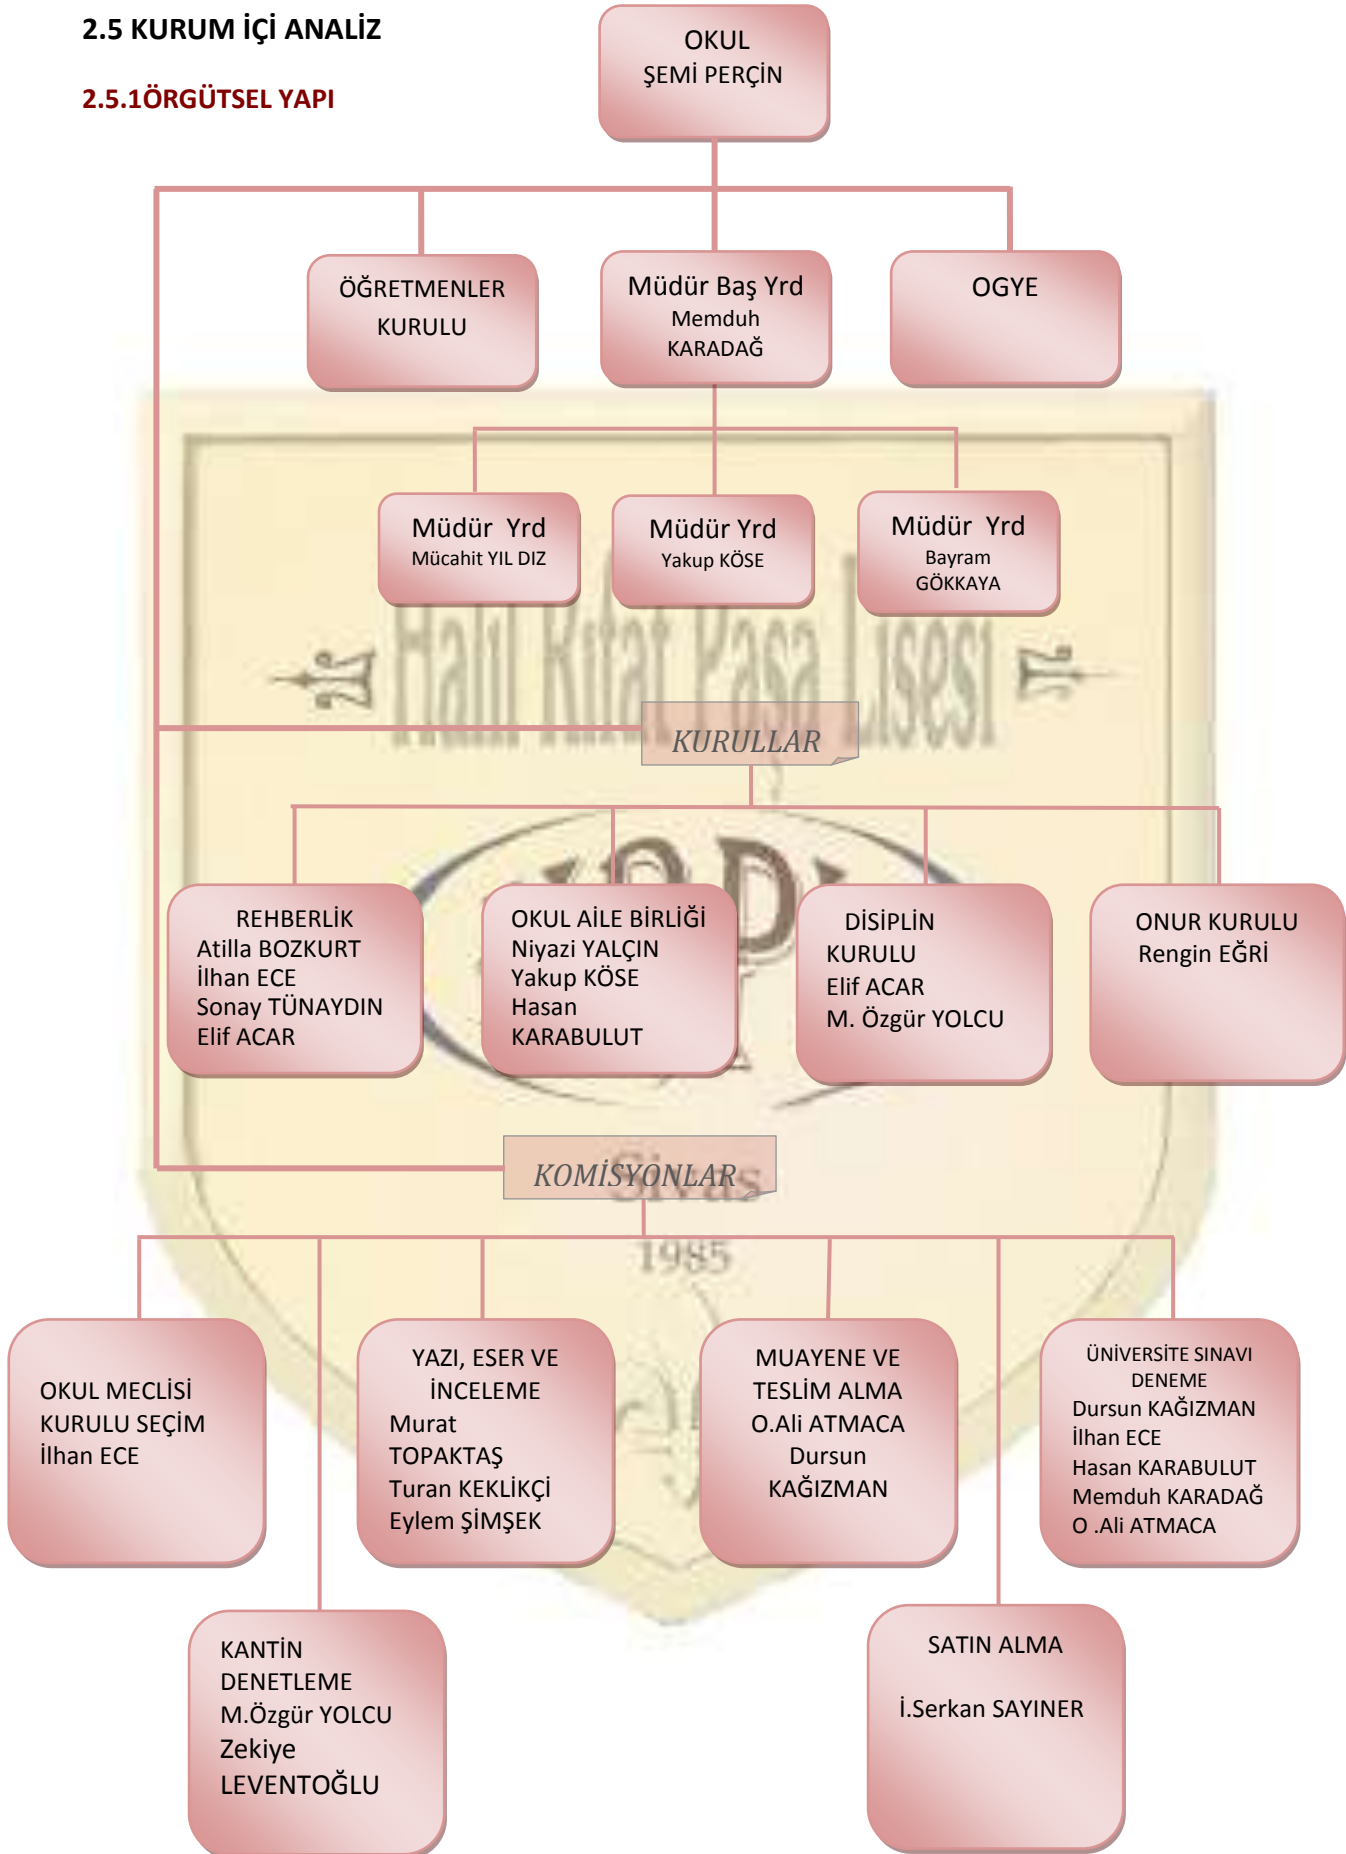 2.5 KURUM İÇİ ANALİZ
2.5.1ÖRGÜTSEL YAPI
OKUL
ŞEMİ PERÇİN
ÖĞRETMENLER
KURULU
Müdür Baş Yrd
Memduh
KARADAĞ
OGYE
Müdür Yrd
Mücahit YIL DIZ
Müdür Yrd
Yakup KÖSE
Müdür Yrd
Bayram
GÖKKAYA
Halil Rifat Paşa Lisesi
KURULLAR
REHBERLİK
Atilla BOZKURT
İlhan ECE
Sonay TÜNAYDIN
Elif ACAR
OKUL AİLE BİRLİĞİ
Niyazi YALÇIN
Yakup KÖSE
Hasan
KARABULUT
DİSİPLİN
KURULU
Elif ACAR
M. Özgür YOLCU
ONUR KURULU
Rengin EĞRİ
KOMİSYONLAR
Sivas
1985
OKUL MECLİSİ
KURULU SEÇİM
İlhan ECE
YAZI, ESER VE
İNCELEME
Murat
TOPAKTAŞ
Turan KEKLİKÇİ
Eylem ŞİMŞEK
MUAYENE VE
TESLİM ALMA
O.Ali ATMACA
Dursun
KAĞIZMAN
ÜNİVERSİTE SINAVI
DENEME
Dursun KAĞIZMAN
İlhan ECE
Hasan KARABULUT
Memduh KARADAĞ
O .Ali ATMACA
KANTİN
DENETLEME
M.Özgür YOLCU
Zekiye
LEVENTOĞLU
SATIN ALMA
İ.Serkan SAYINER